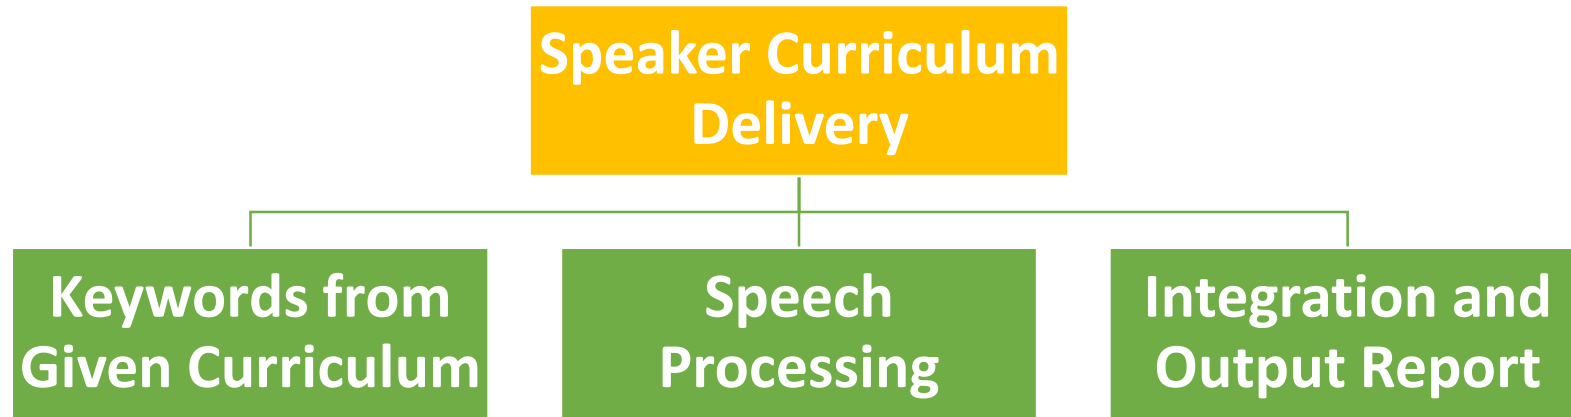 Speaker Curriculum
Delivery
Keywords from
Given Curriculum
Speech
Processing
Integration and
Output Report